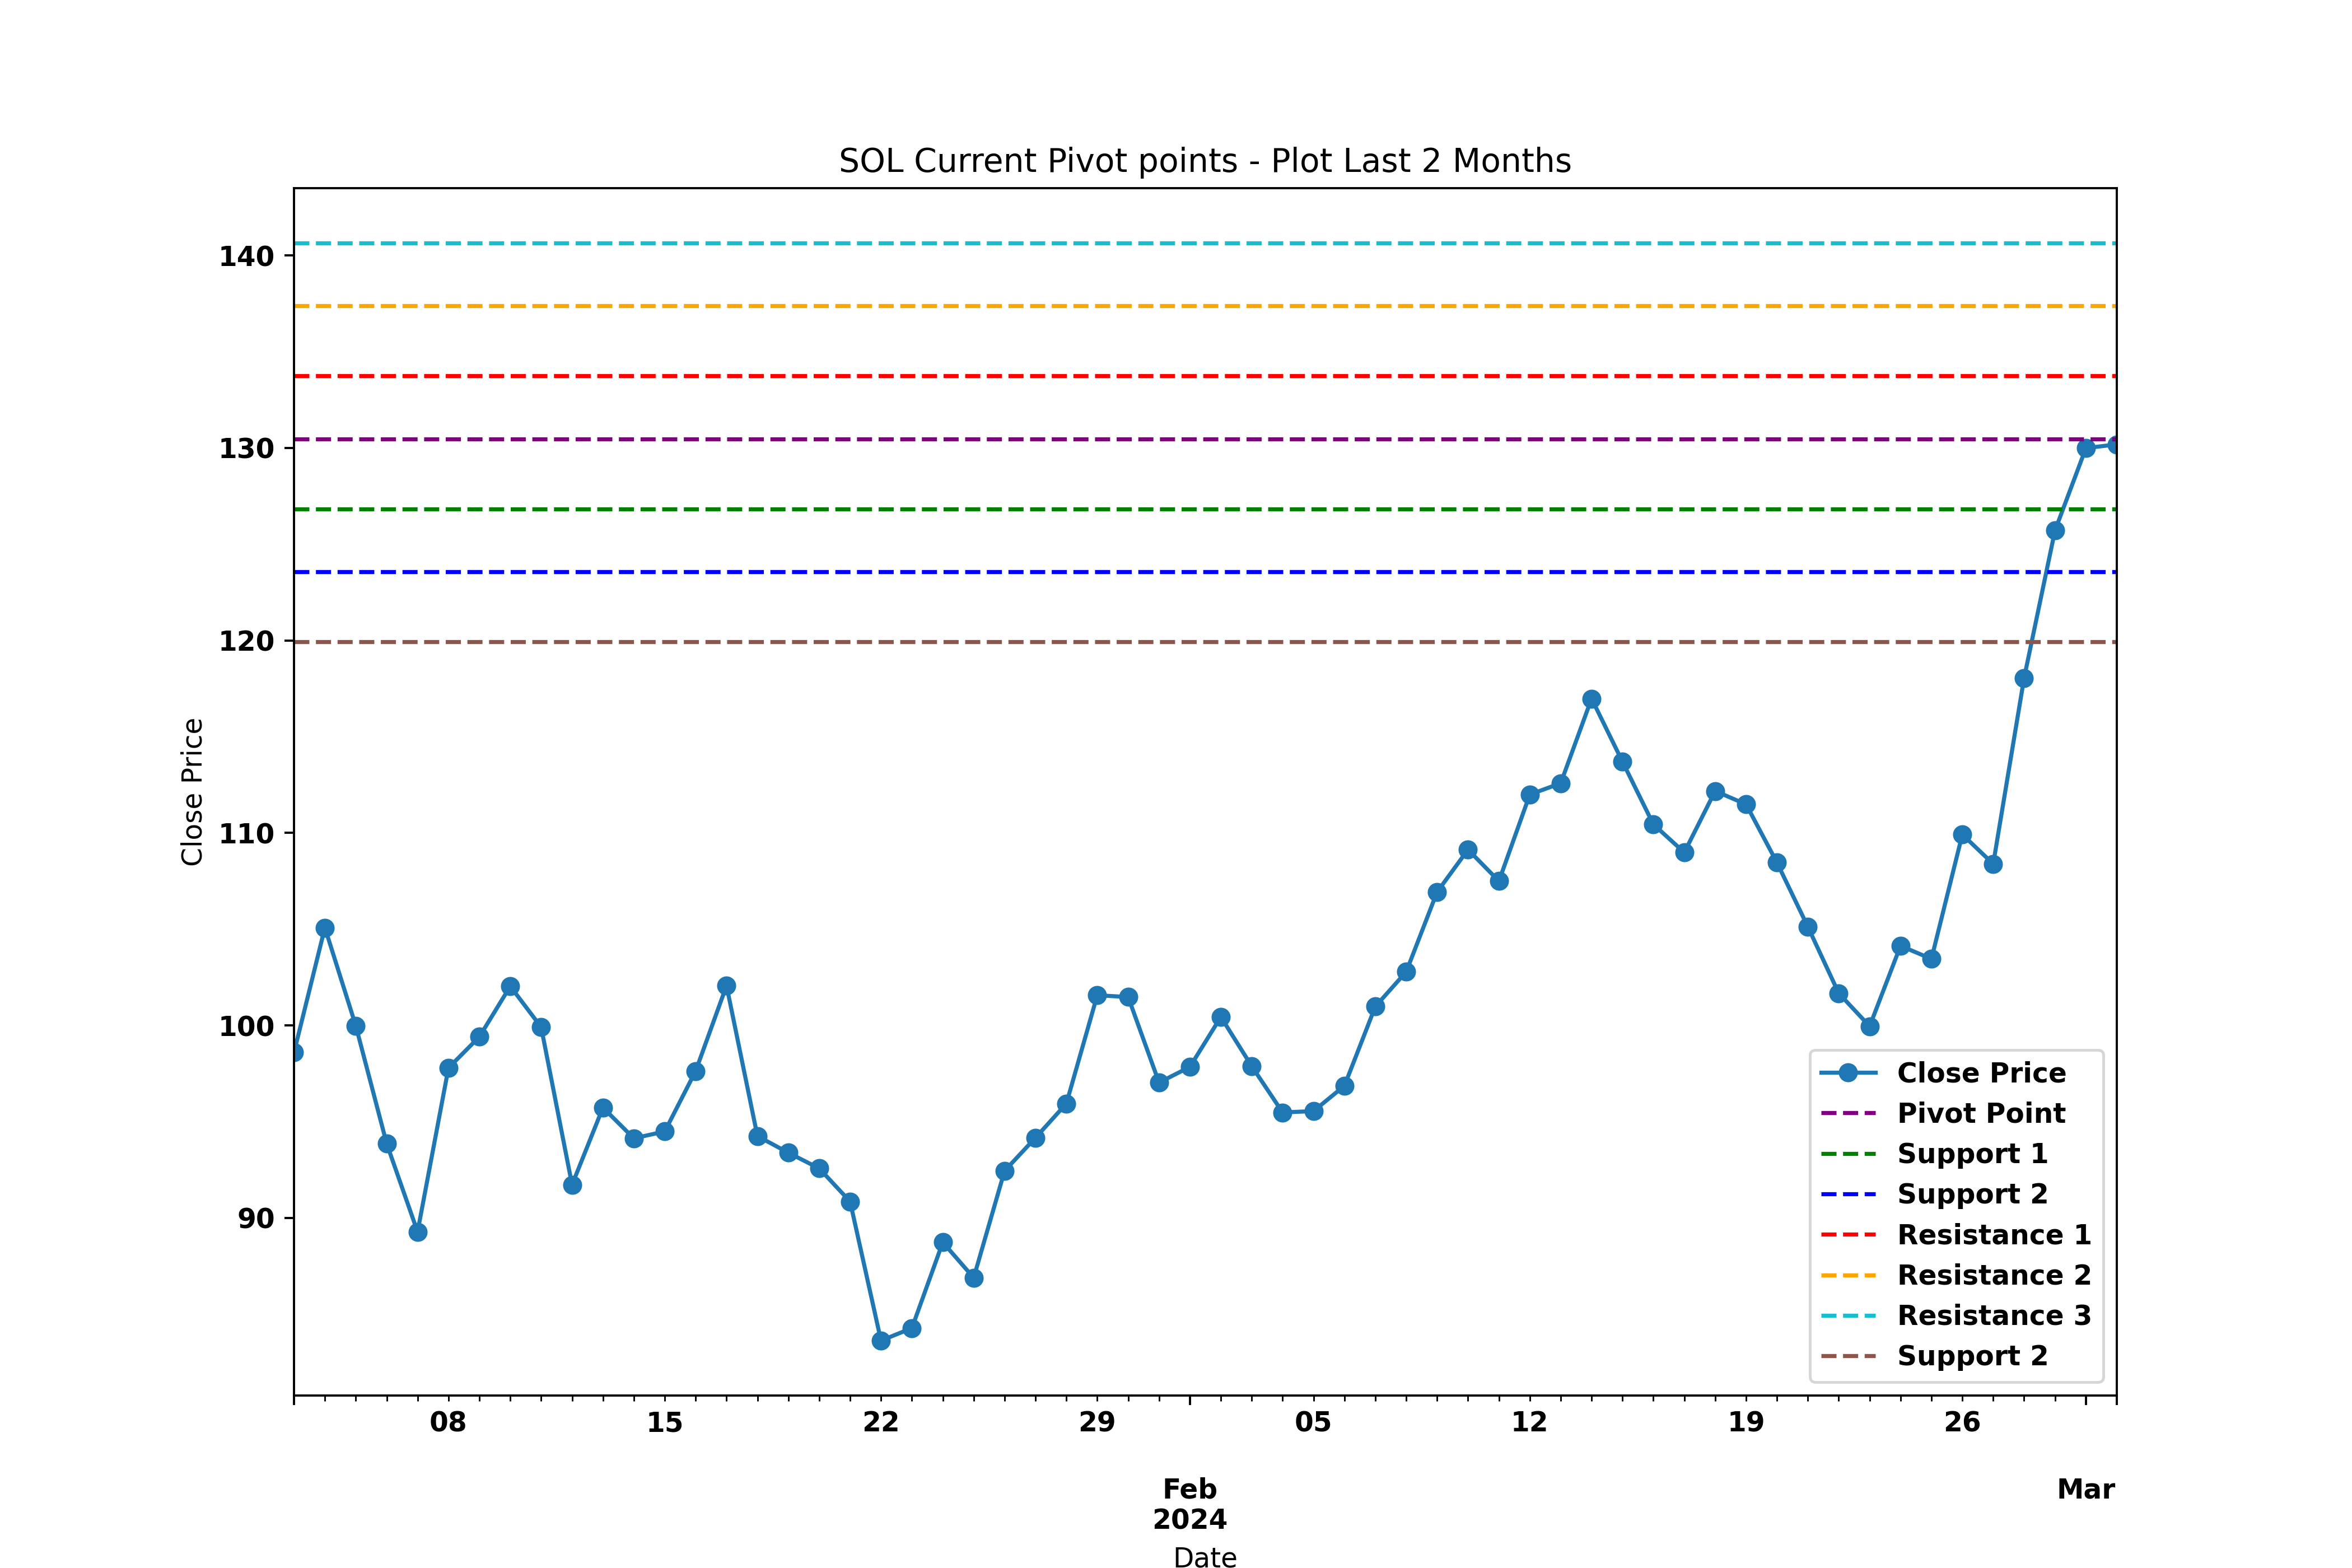 SOL Current Pivot points - Plot Last 2 Months
140
130
120
110
100
90
Close Price
Close Price
Pivot Point
Support 1
Support 2
Resistance 1
Resistance 2
Resistance 3
Support 2
08 15 22 29 05 12 19 26
Feb Mar
2024
Date